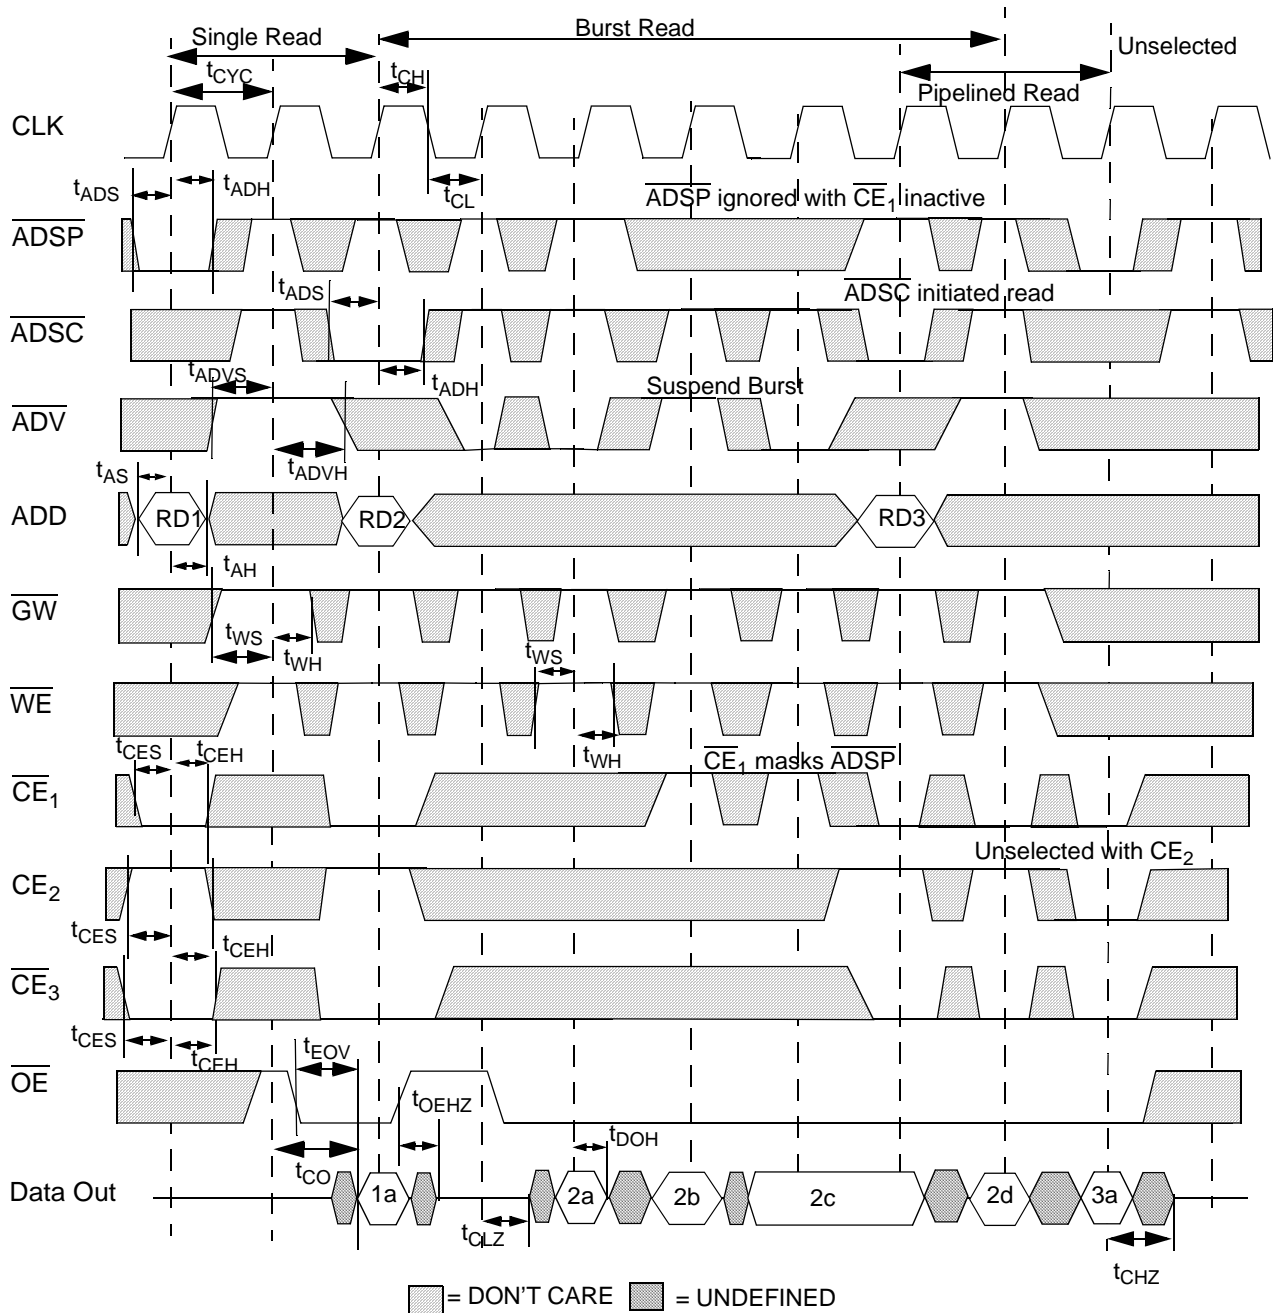 Burst Read
Single Read
Unselected
tCYC
tCH
Pipelined Read
CLK
tADS
tADH
tCL
ADSP ignored with CE1 inactive
ADSP
tADS
ADSC initiated read
ADSC
tADVS
tADH
Suspend Burst
ADV
tADVH
tAS
ADD
RD1
RD2
RD3
tAH
GW
tWS
tWH
tWS
WE
tCES
tCEH
tWH
CE1 masks ADSP
CE1
Unselected with CE2
CE2
tCES
tCEH
CE3
tCES
tCEH
tEOV
OE
tOEHZ
tDOH
tCO
Data Out
1a
2a
2b
2c
2d
3a
tCLZ
tCHZ
= DON'T CARE
= UNDEFINED